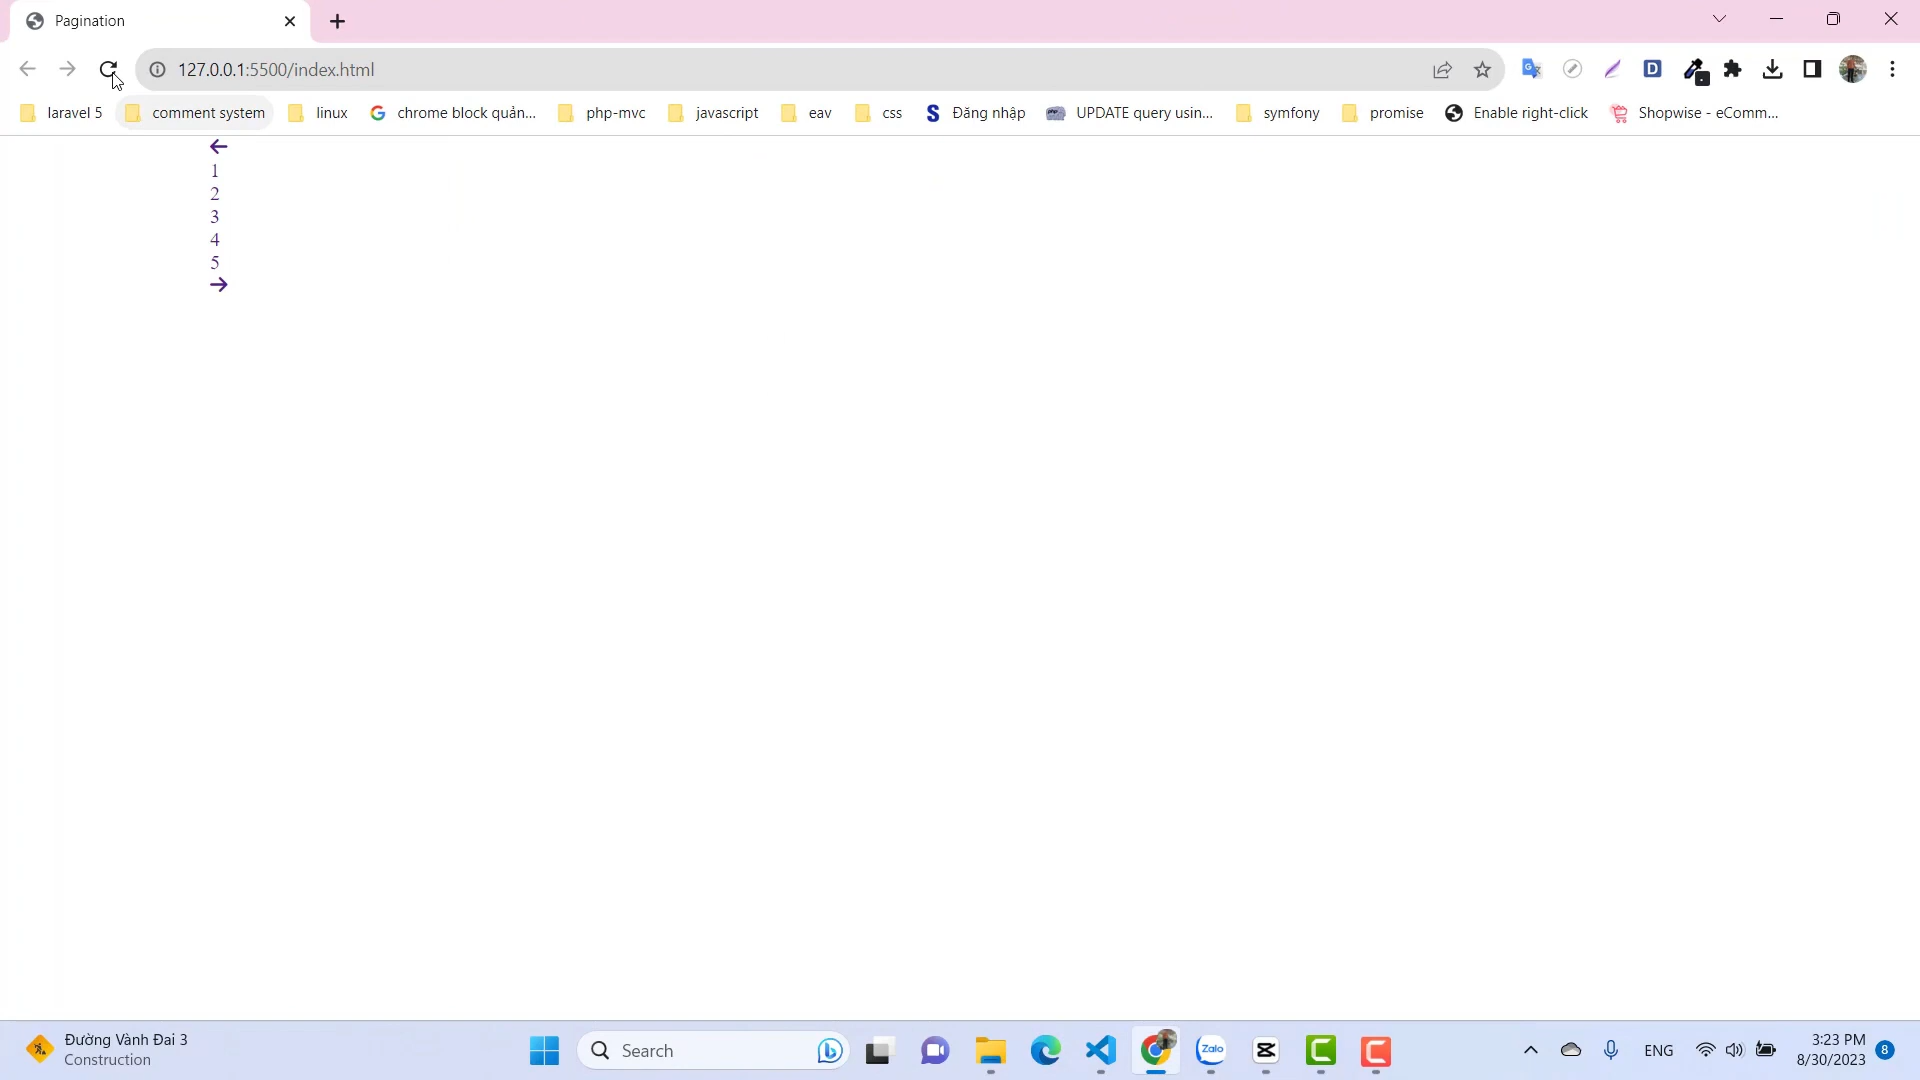 Pagination
127.0.0.1:5500/index.html
laravel 5 comment system linux chrome block quản... php-mvc javascript eav css Đăng nhập UPDATE query usin... symfony promise Enable right-click Shopwise - eComm...
←
1
2
3
4
5
→
Đường Vành Đai 3
Construction
Search
Zalo
ENG
3:23 PM
8/30/2023
8